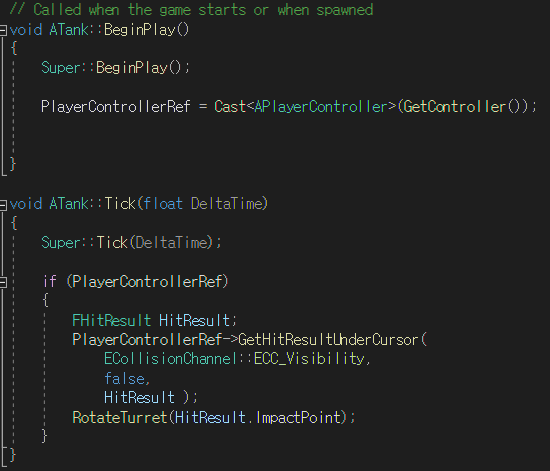 // Called when the game starts or when spawned
void ATank::BeginPlay()
{
    Super::BeginPlay();

    PlayerControllerRef = Cast<APlayerController>(GetController());


}

void ATank::Tick(float DeltaTime)
{
    Super::Tick(DeltaTime);

    if (PlayerControllerRef)
    {
        FHitResult HitResult;
        PlayerControllerRef->GetHitResultUnderCursor(
            ECollisionChannel::ECC_Visibility,
            false,
            HitResult );
        RotateTurret(HitResult.ImpactPoint);
    }
}